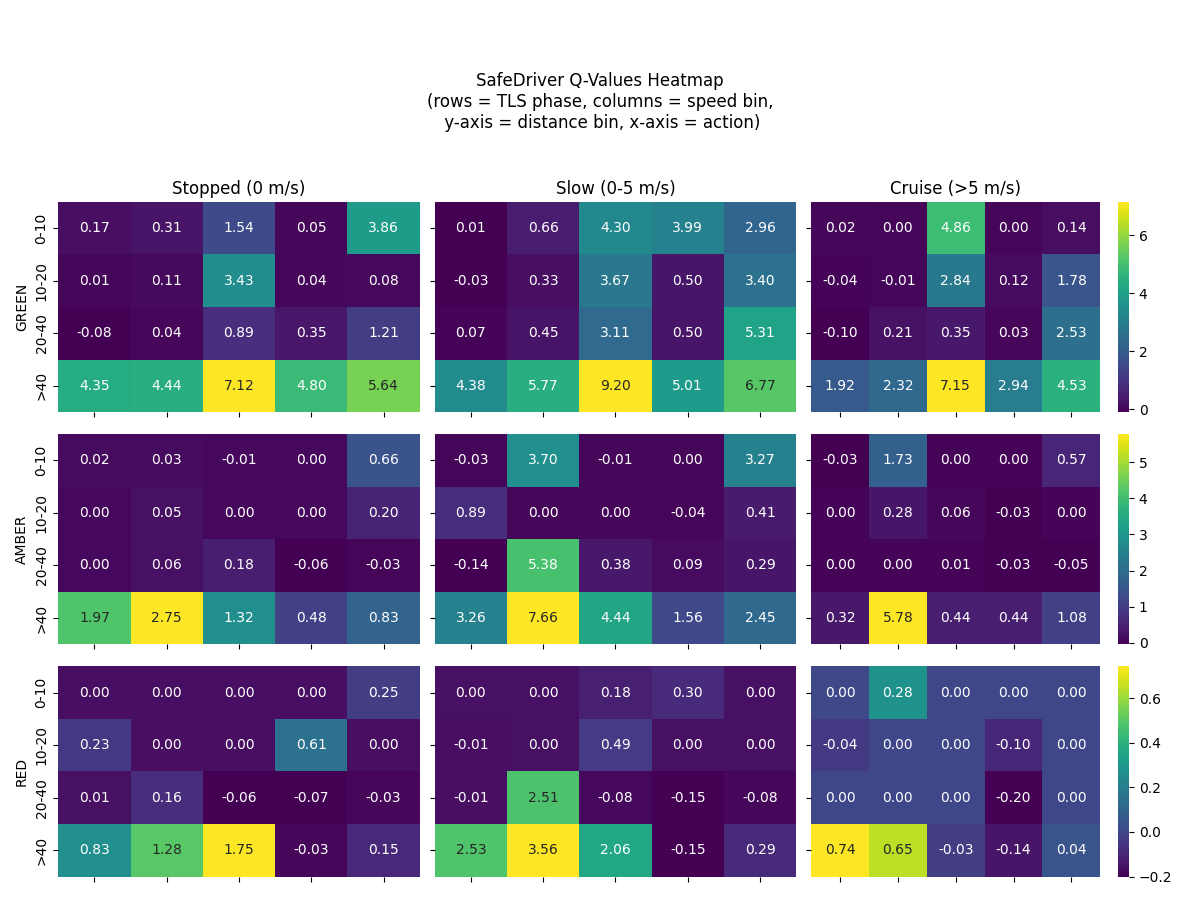 SafeDriver Q-Values Heatmap
(rows = TLS phase, columns = speed bin,
y-axis = distance bin, x-axis = action)
Stopped (0 m/s) Slow (0-5 m/s) Cruise (>5 m/s)
GREEN
0-10 0.17 0.31 1.54 0.05 3.86 0.01 0.66 4.30 3.99 2.96 0.02 0.00 4.86 0.00 0.14
10-20 0.01 0.11 3.43 0.04 0.08 -0.03 0.33 3.67 0.50 3.40 -0.04 -0.01 2.84 0.12 1.78
20-40 -0.08 0.04 0.89 0.35 1.21 0.07 0.45 3.11 0.50 5.31 -0.10 0.21 0.35 0.03 2.53
>40 4.35 4.44 7.12 4.80 5.64 4.38 5.77 9.20 5.01 6.77 1.92 2.32 7.15 2.94 4.53
6
4
2
0
AMBER
0-10 0.02 0.03 -0.01 0.00 0.66 -0.03 3.70 -0.01 0.00 3.27 -0.03 1.73 0.00 0.00 0.57
10-20 0.00 0.05 0.00 0.00 0.20 0.89 0.00 0.00 -0.04 0.41 0.00 0.28 0.06 -0.03 0.00
20-40 0.00 0.06 0.18 -0.06 -0.03 -0.14 5.38 0.38 0.09 0.29 0.00 0.00 0.01 -0.03 -0.05
>40 1.97 2.75 1.32 0.48 0.83 3.26 7.66 4.44 1.56 2.45 0.32 5.78 0.44 0.44 1.08
5
4
3
2
1
0
RED
0-10 0.00 0.00 0.00 0.00 0.25 0.00 0.00 0.18 0.30 0.00 0.00 0.28 0.00 0.00 0.00
10-20 0.23 0.00 0.00 0.61 0.00 -0.01 0.00 0.49 0.00 0.00 -0.04 0.00 0.00 -0.10 0.00
20-40 0.01 0.16 -0.06 -0.07 -0.03 -0.01 2.51 -0.08 -0.15 -0.08 0.00 0.00 0.00 -0.20 0.00
>40 0.83 1.28 1.75 -0.03 0.15 2.53 3.56 2.06 -0.15 0.29 0.74 0.65 -0.03 -0.14 0.04
0.6
0.4
0.2
0.0
−0.2